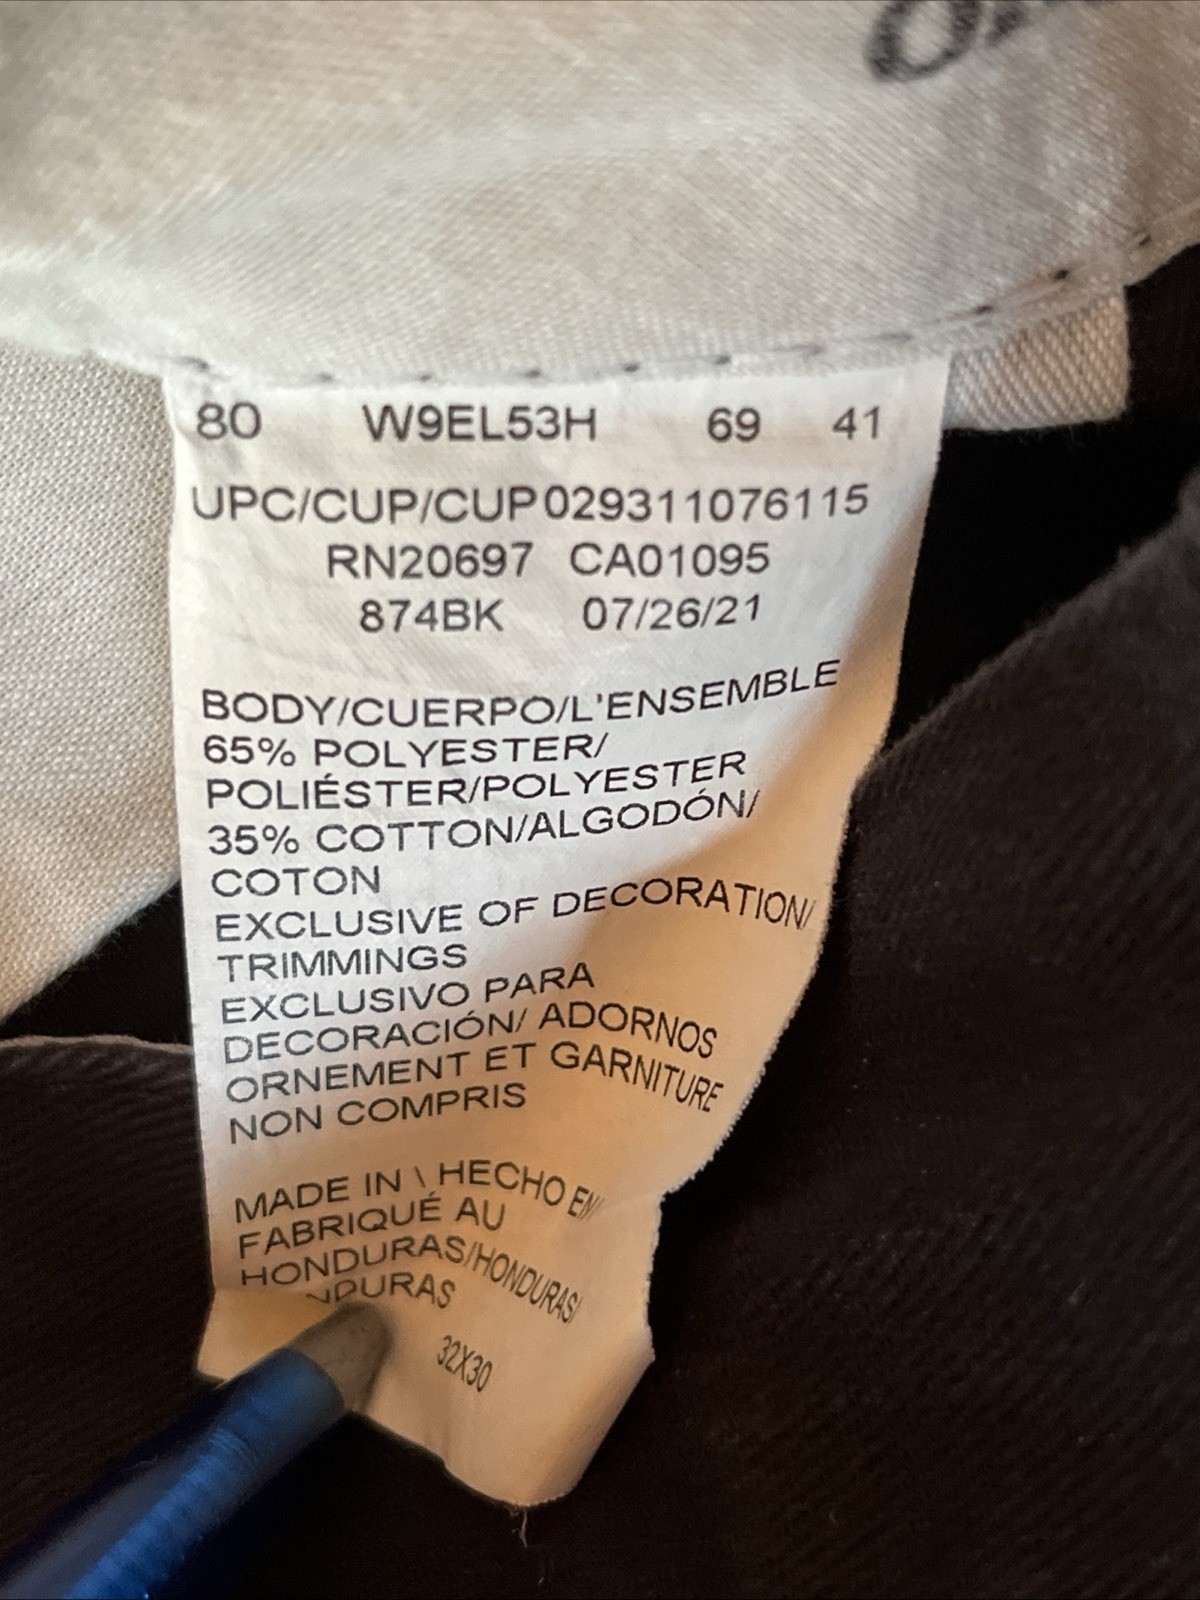 80 W9EL53H 69 41
UPC/CUP/CUP 029311076115
RN20697 CA01095
874BK 07/26/21
BODY/CUERPO/L'ENSEMBLE
65% POLYESTER/
POLIÉSTER/POLYESTER
35% COTTON/ALGODÓN/
COTON
EXCLUSIVE OF DECORATION/
TRIMMINGS
EXCLUSIVO PARA
DECORACIÓN/ ADORNOS
ORNEMENT ET GARNITURE
NON COMPRIS
MADE IN \ HECHO EN/
FABRIQUÉ AU
HONDURAS/HONDURAS/
32X30